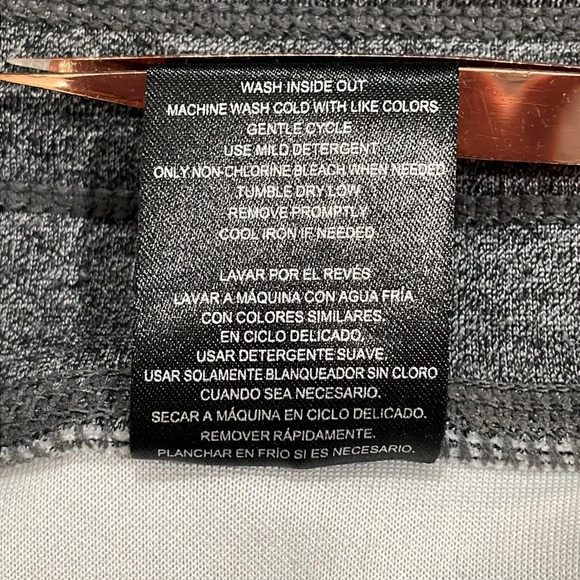 WASH INSIDE OUT
MACHINE WASH COLD WITH LIKE COLORS
GENTLE CYCLE
USE MILD DETERGENT
ONLY NON-CHLORINE BLEACH WHEN NEEDED
TUMBLE DRY LOW
REMOVE PROMPTLY
COOL IRON IF NEEDED
LAVAR POR EL REVÉS
LAVAR A MÁQUINA CON AGUA FRÍA
CON COLORES SIMILARES.
EN CICLO DELICADO,
USAR DETERGENTE SUAVE.
USAR SOLAMENTE BLANQUEADOR SIN CLORO
CUANDO SEA NECESARIO.
SECAR A MÁQUINA EN CICLO DELICADO.
REMOVER RÁPIDAMENTE.
PLANCHAR EN FRÍO SI ES NECESARIO.